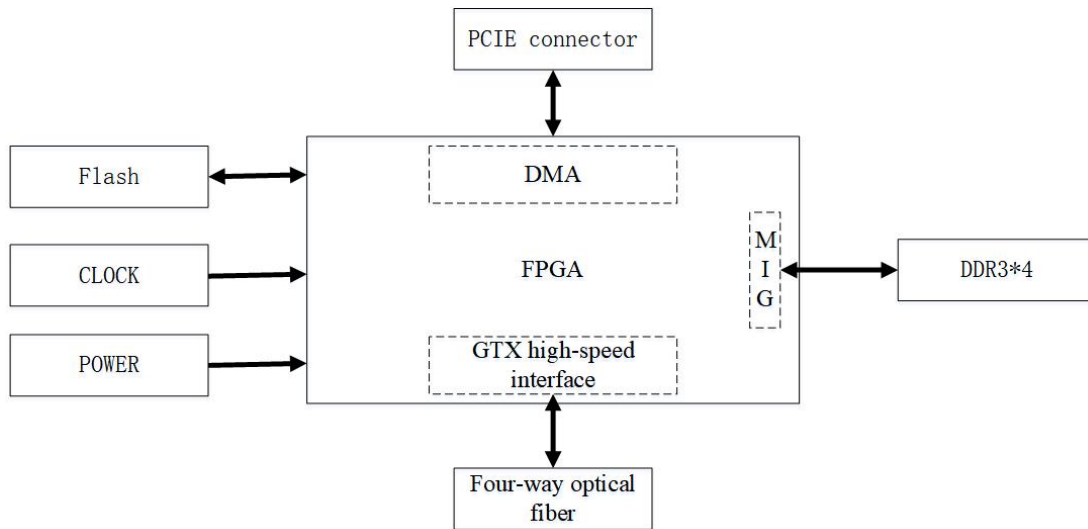 PCIE connector
Flash
DMA
CLOCK
FPGA
M
I
G
DDR3*4
POWER
GTX high-speed
interface
Four-way optical
fiber